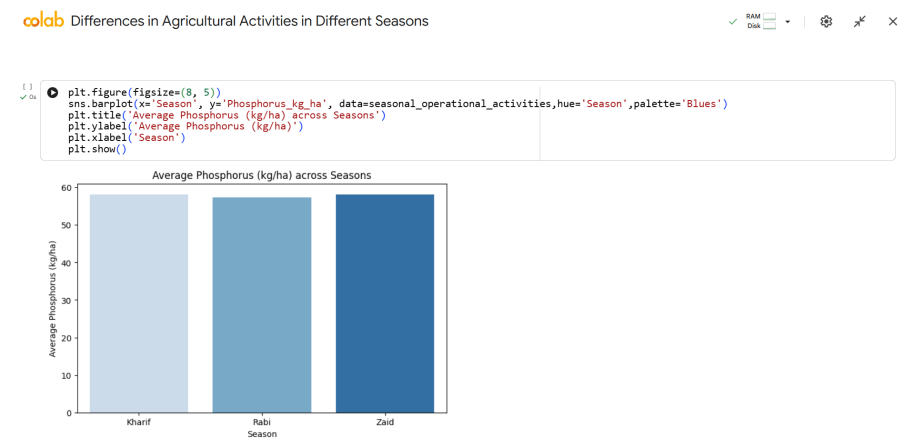 colab Differences in Agricultural Activities in Different Seasons
RAM
Disk
[ ]
0s
plt.figure(figsize=(8, 5))
sns.barplot(x='Season', y='Phosphorus_kg_ha', data=seasonal_operational_activities,hue='Season',palette='Blues')
plt.title('Average Phosphorus (kg/ha) across Seasons')
plt.ylabel('Average Phosphorus (kg/ha)')
plt.xlabel('Season')
plt.show()
Average Phosphorus (kg/ha) across Seasons
60
50
40
30
20
10
0
Average Phosphorus (kg/ha)
Kharif Rabi Zaid
Season